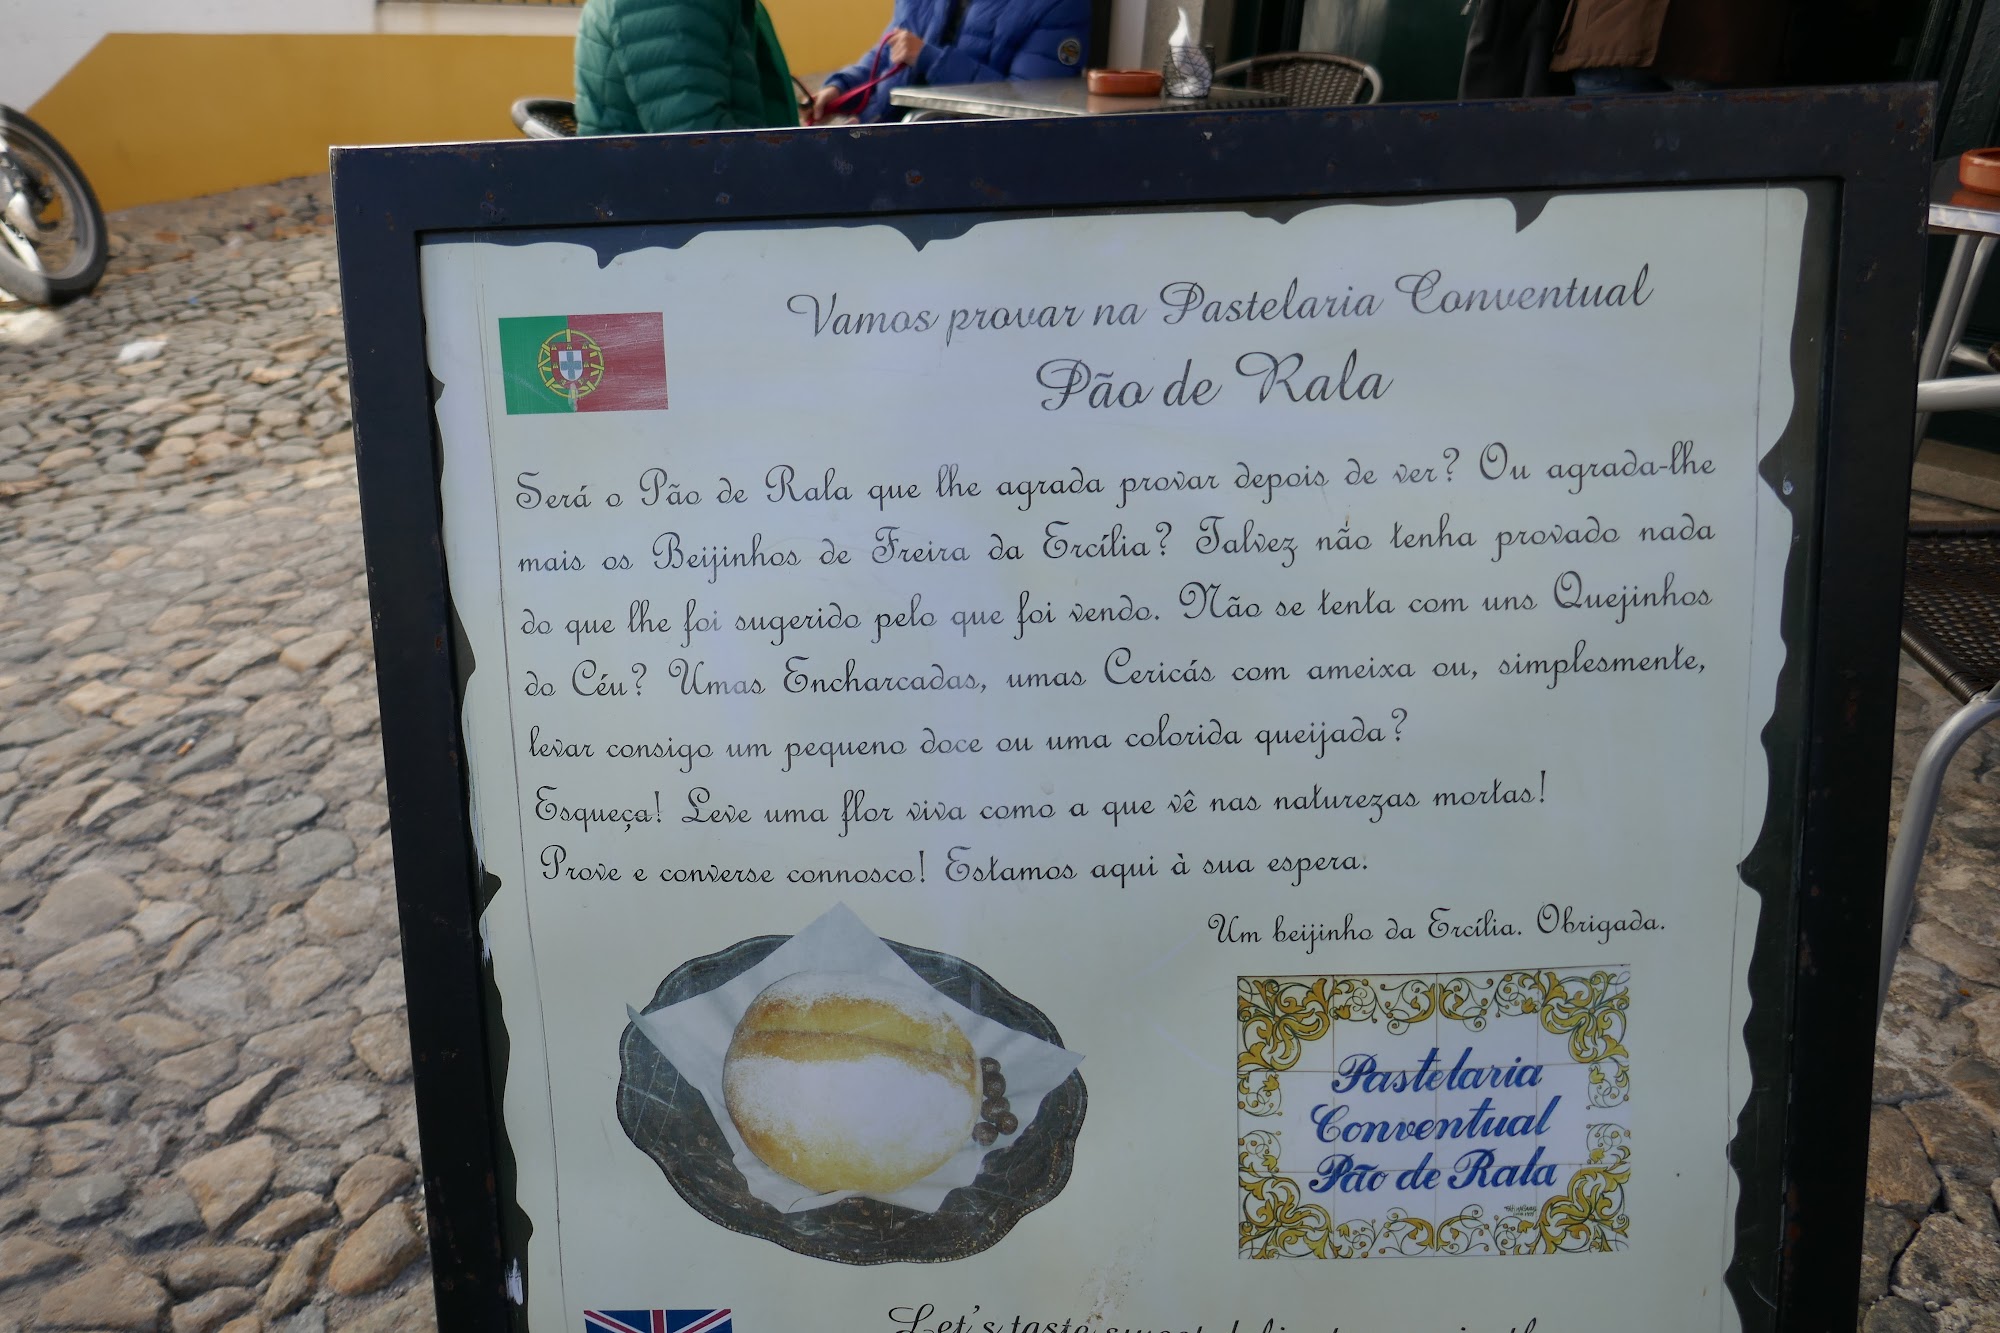 Vamos provar na Pastelaria Conventual
Pão de Rala
Será o Pão de Rala que lhe agrada provar depois de ver? Ou agrada-lhe
mais os Beijinhos de Freira da Ercília? Talvez não tenha provado nada
do que lhe foi sugerido pelo que foi vendo. Não se tenta com uns Quejinhos
do Céu? Umas Encharcadas, umas Cericás com ameixa ou, simplesmente,
levar consigo um pequeno doce ou uma colorida queijada?
Esqueça! Leve uma flor viva como a que vê nas naturezas mortas!
Prove e converse connosco! Estamos aqui à sua espera.
Um beijinho da Ercília. Obrigada.
Pastelaria
Conventual
Pão de Rala
Let's taste